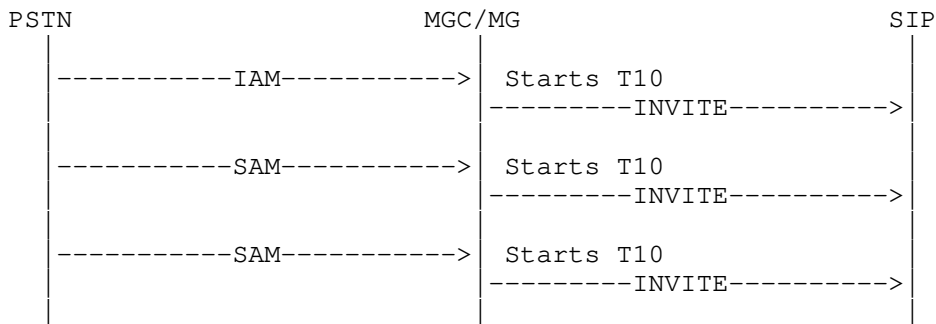 PSTN MGC/MG SIP
-----------IAM-----------> Starts T10
---------INVITE---------->
-----------SAM-----------> Starts T10
---------INVITE---------->
-----------SAM-----------> Starts T10
---------INVITE---------->